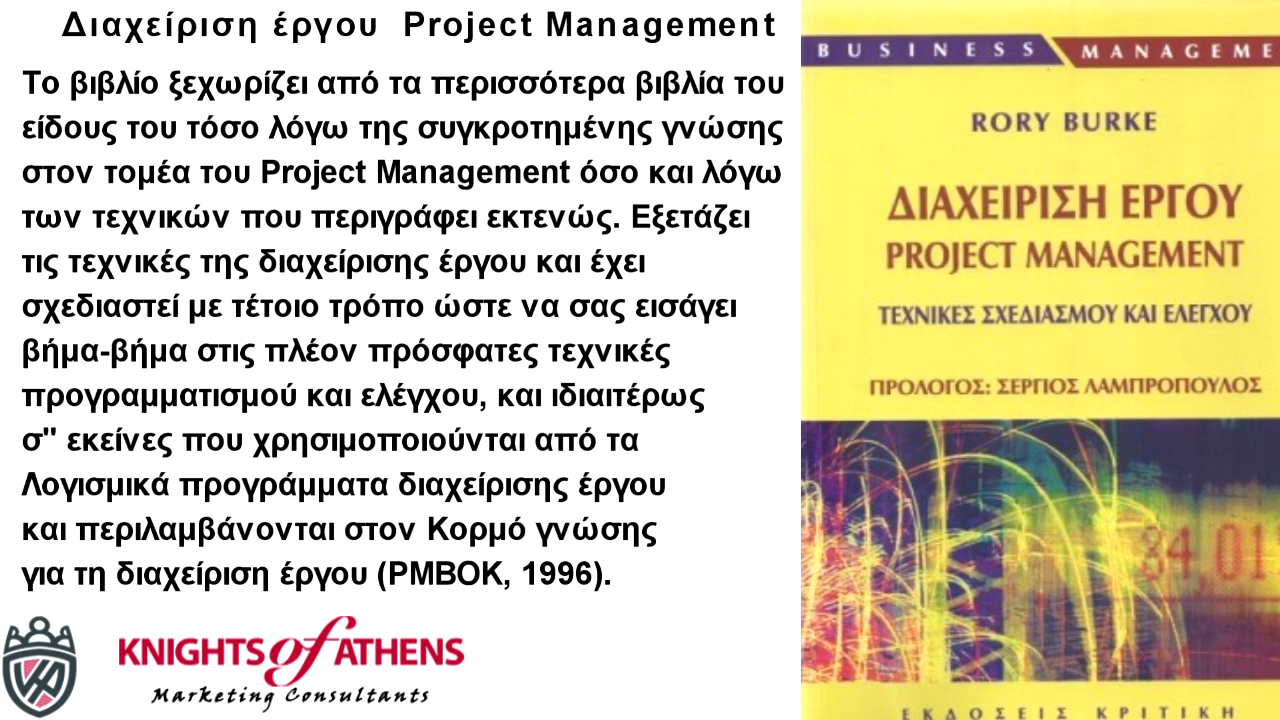 Διαχείριση έργου Project Management
Το βιβλίο ξεχωρίζει από τα περισσότερα βιβλία του
είδους του τόσο λόγω της συγκροτημένης γνώσης
στον τομέα του Project Management όσο και λόγω
των τεχνικών που περιγράφει εκτενώς. Εξετάζει
τις τεχνικές της διαχείρισης έργου και έχει
σχεδιαστεί με τέτοιο τρόπο ώστε να σας εισάγει
βήμα-βήμα στις πλέον πρόσφατες τεχνικές
προγραμματισμού και ελέγχου, και ιδιαιτέρως
σ" εκείνες που χρησιμοποιούνται από τα
Λογισμικά προγράμματα διαχείρισης έργου
και περιλαμβάνονται στον Κορμό γνώσης
για τη διαχείριση έργου (PMBOK, 1996).
KNIGHTS of ATHENS
Marketing Consultants
BUSINESS MANAGEME
RORY BURKE
ΔΙΑΧΕΙΡΙΣΗ ΕΡΓΟΥ
PROJECT MANAGEMENT
ΤΕΧΝΙΚΕΣ ΣΧΕΔΙΑΣΜΟΥ ΚΑΙ ΕΛΕΓΧΟΥ
ΠΡΟΛΟΓΟΣ: ΣΕΡΓΙΟΣ ΛΑΜΠΡΟΠΟΥΛΟΣ
84,01
ΕΚΔΟΣΕΙΣ ΚΡΙΤΙΚΗ